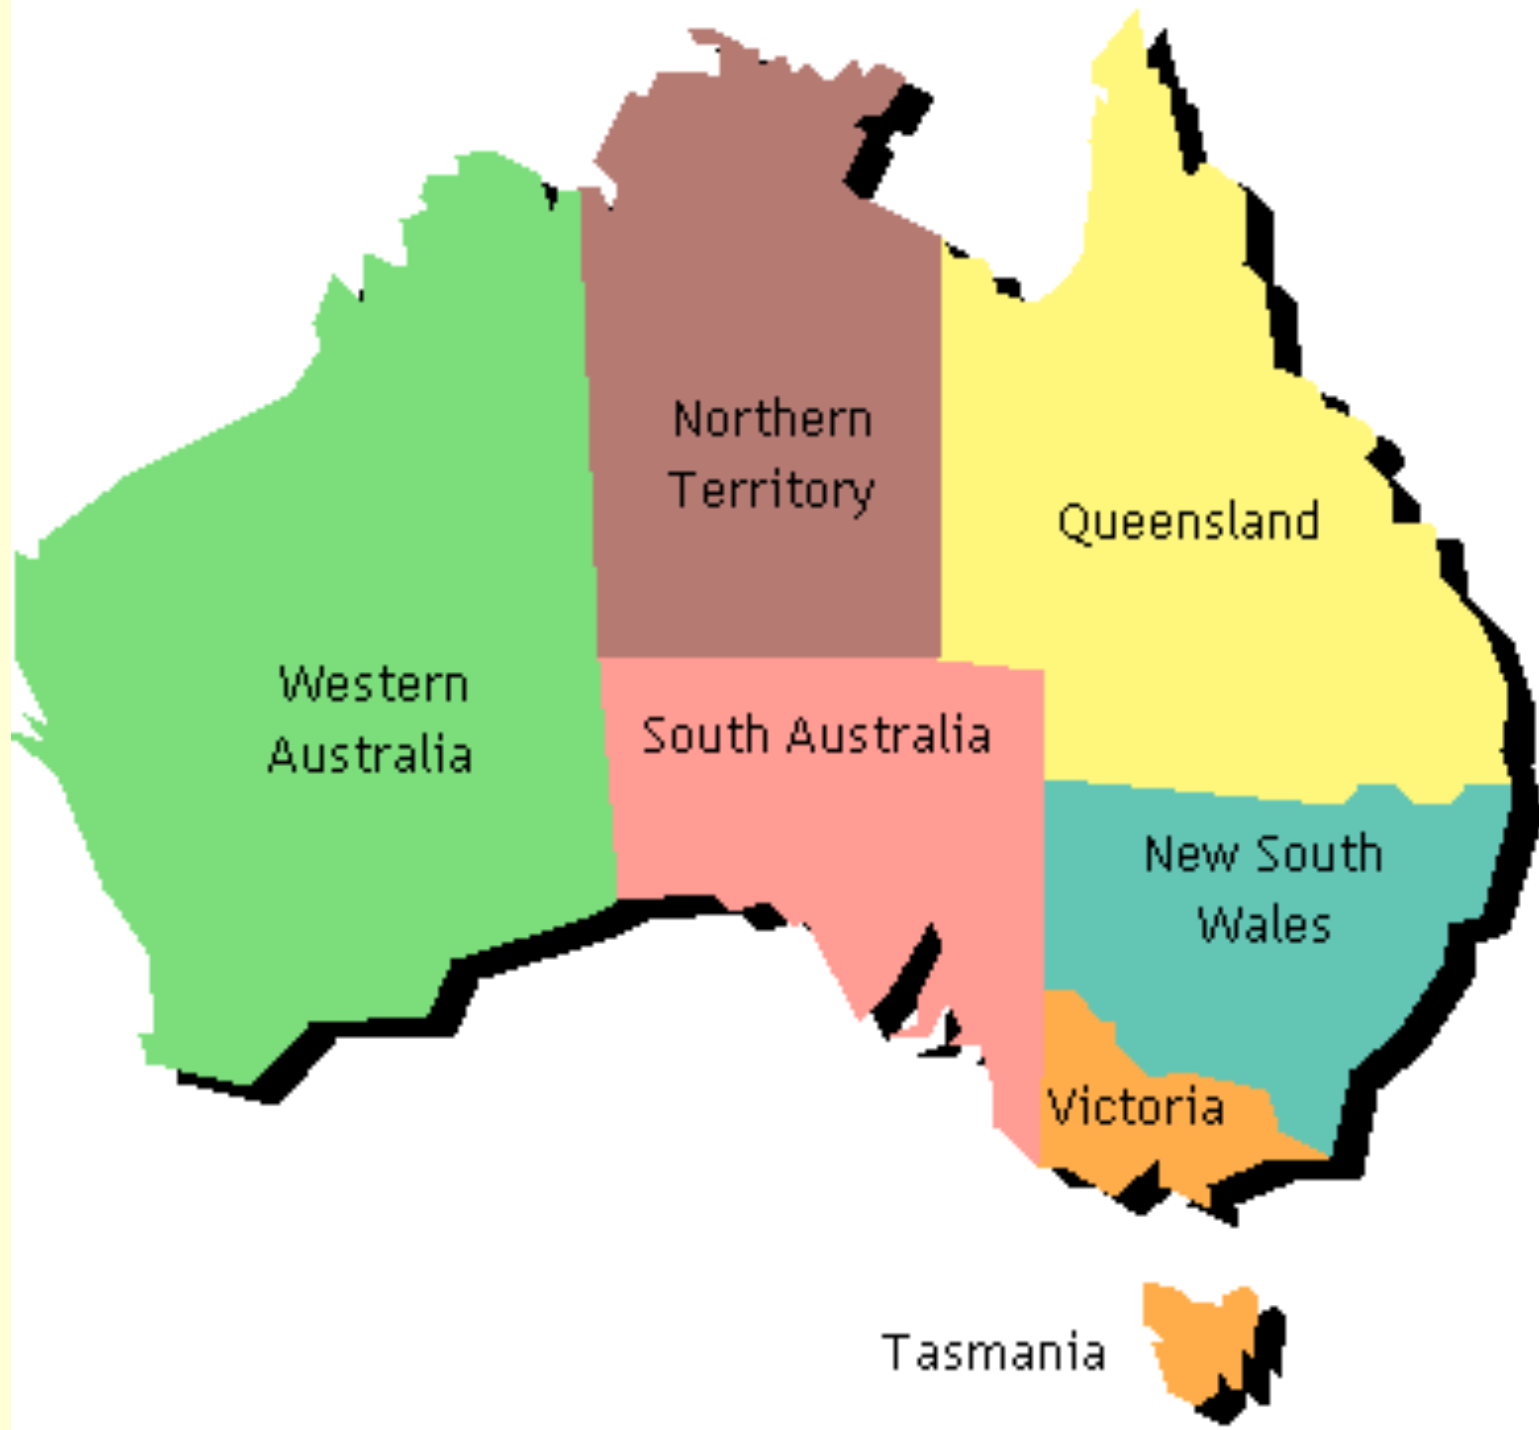 Northern
Territory
Queensland
Western
Australia
South Australia
New South
Wales
Victoria
Tasmania